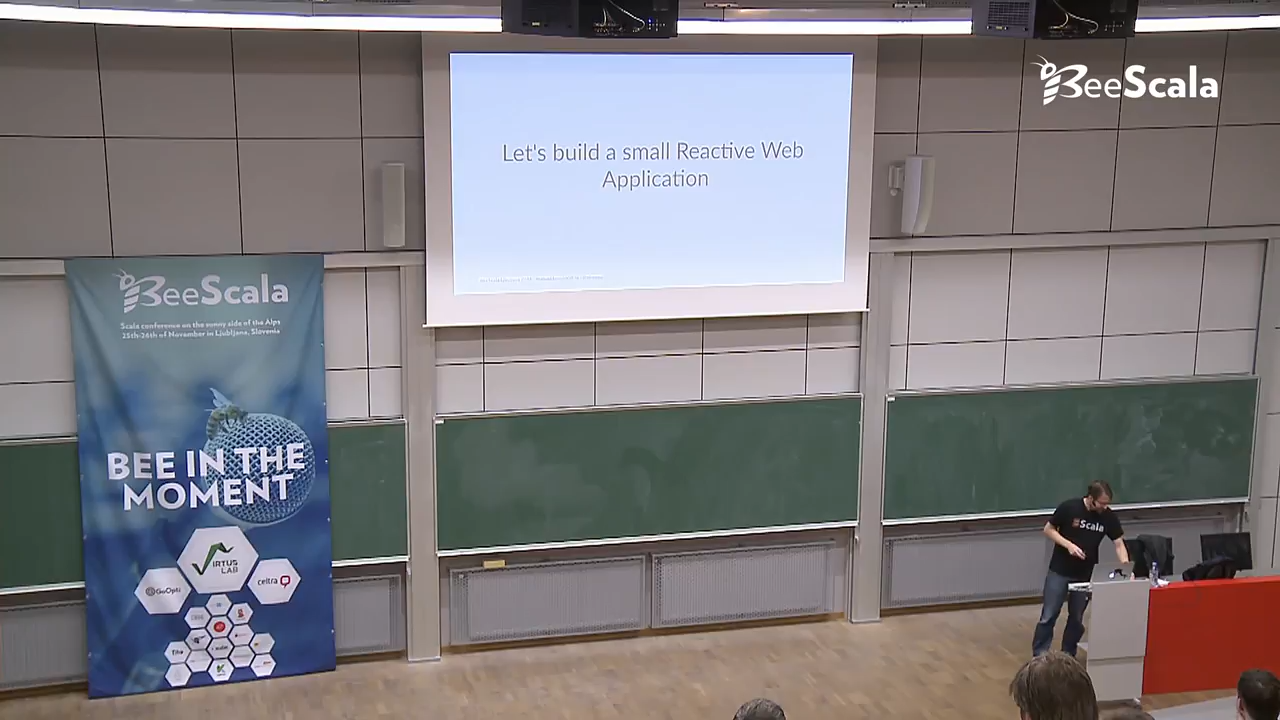 BeeScala
Let's build a small Reactive Web
Application
BeeScala
Scala conference on the sunny side of the Alps
25th-26th of November in Ljubljana, Slovenia
BEE IN THE
MOMENT
VIRTUS
LAB
GoOpti
celtra
Scala